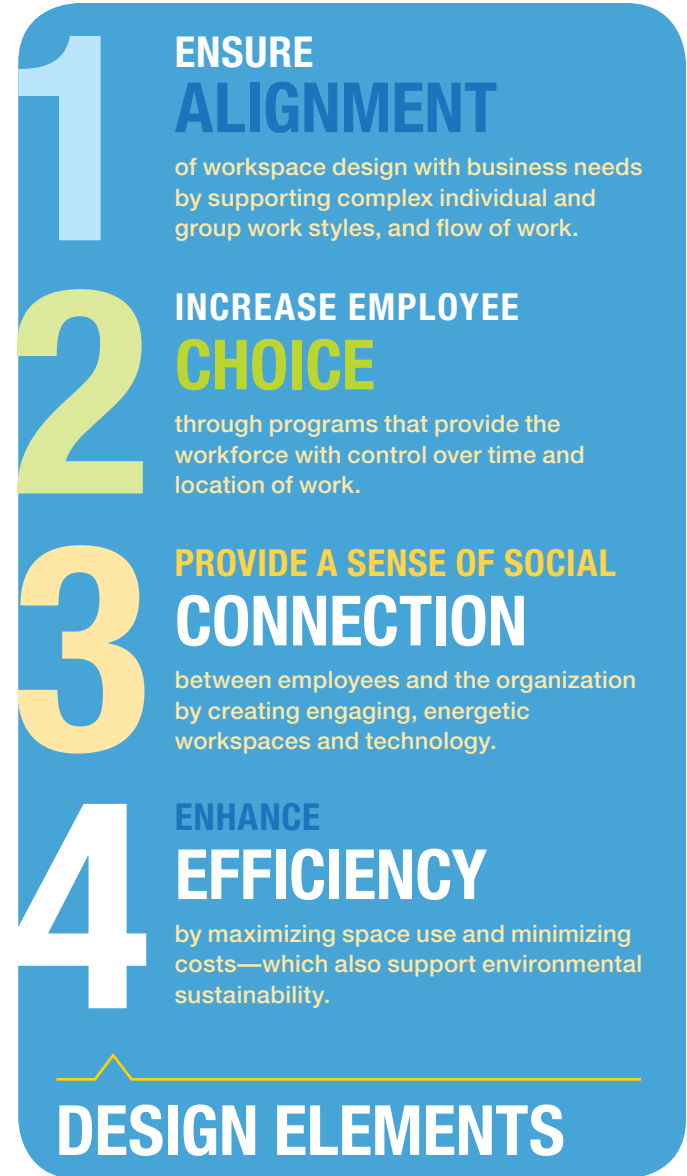 1
ENSURE
ALIGNMENT
of workspace design with business needs
by supporting complex individual and
group work styles, and flow of work.
2
INCREASE EMPLOYEE
CHOICE
through programs that provide the
workforce with control over time and
location of work.
3
PROVIDE A SENSE OF SOCIAL
CONNECTION
between employees and the organization
by creating engaging, energetic
workspaces and technology.
4
ENHANCE
EFFICIENCY
by maximizing space use and minimizing
costs—which also support environmental
sustainability.
DESIGN ELEMENTS